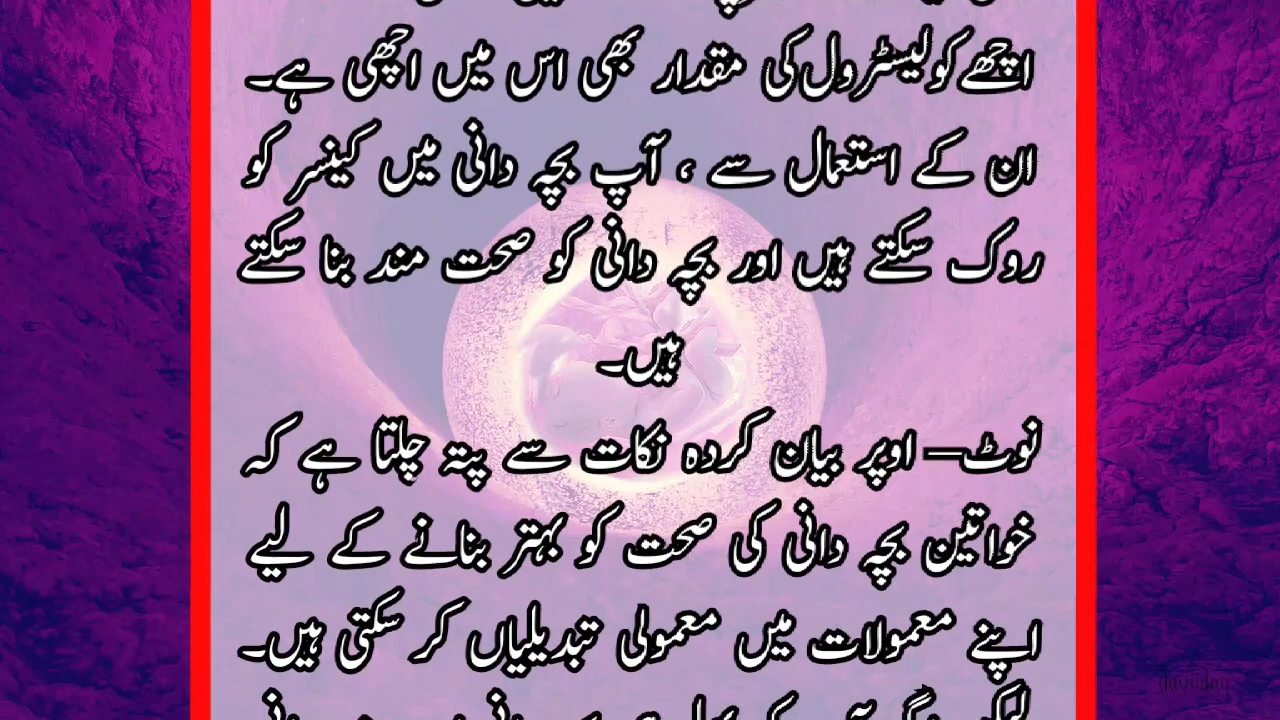 اچھے کولیسٹرول کی مقدار بھی اس میں اچھی ہے۔
ان کے استعمال سے ، آپ بچہ دانی میں کینسر کو
روک سکتے ہیں اور بچہ دانی کو صحت مند بنا سکتے
ہیں۔
نوٹ– اوپر بیان کردہ نکات سے پتہ چلتا ہے کہ
خواتین بچہ دانی کی صحت کو بہتر بنانے کے لیے
اپنے معمولات میں معمولی تبدیلیاں کر سکتی ہیں۔